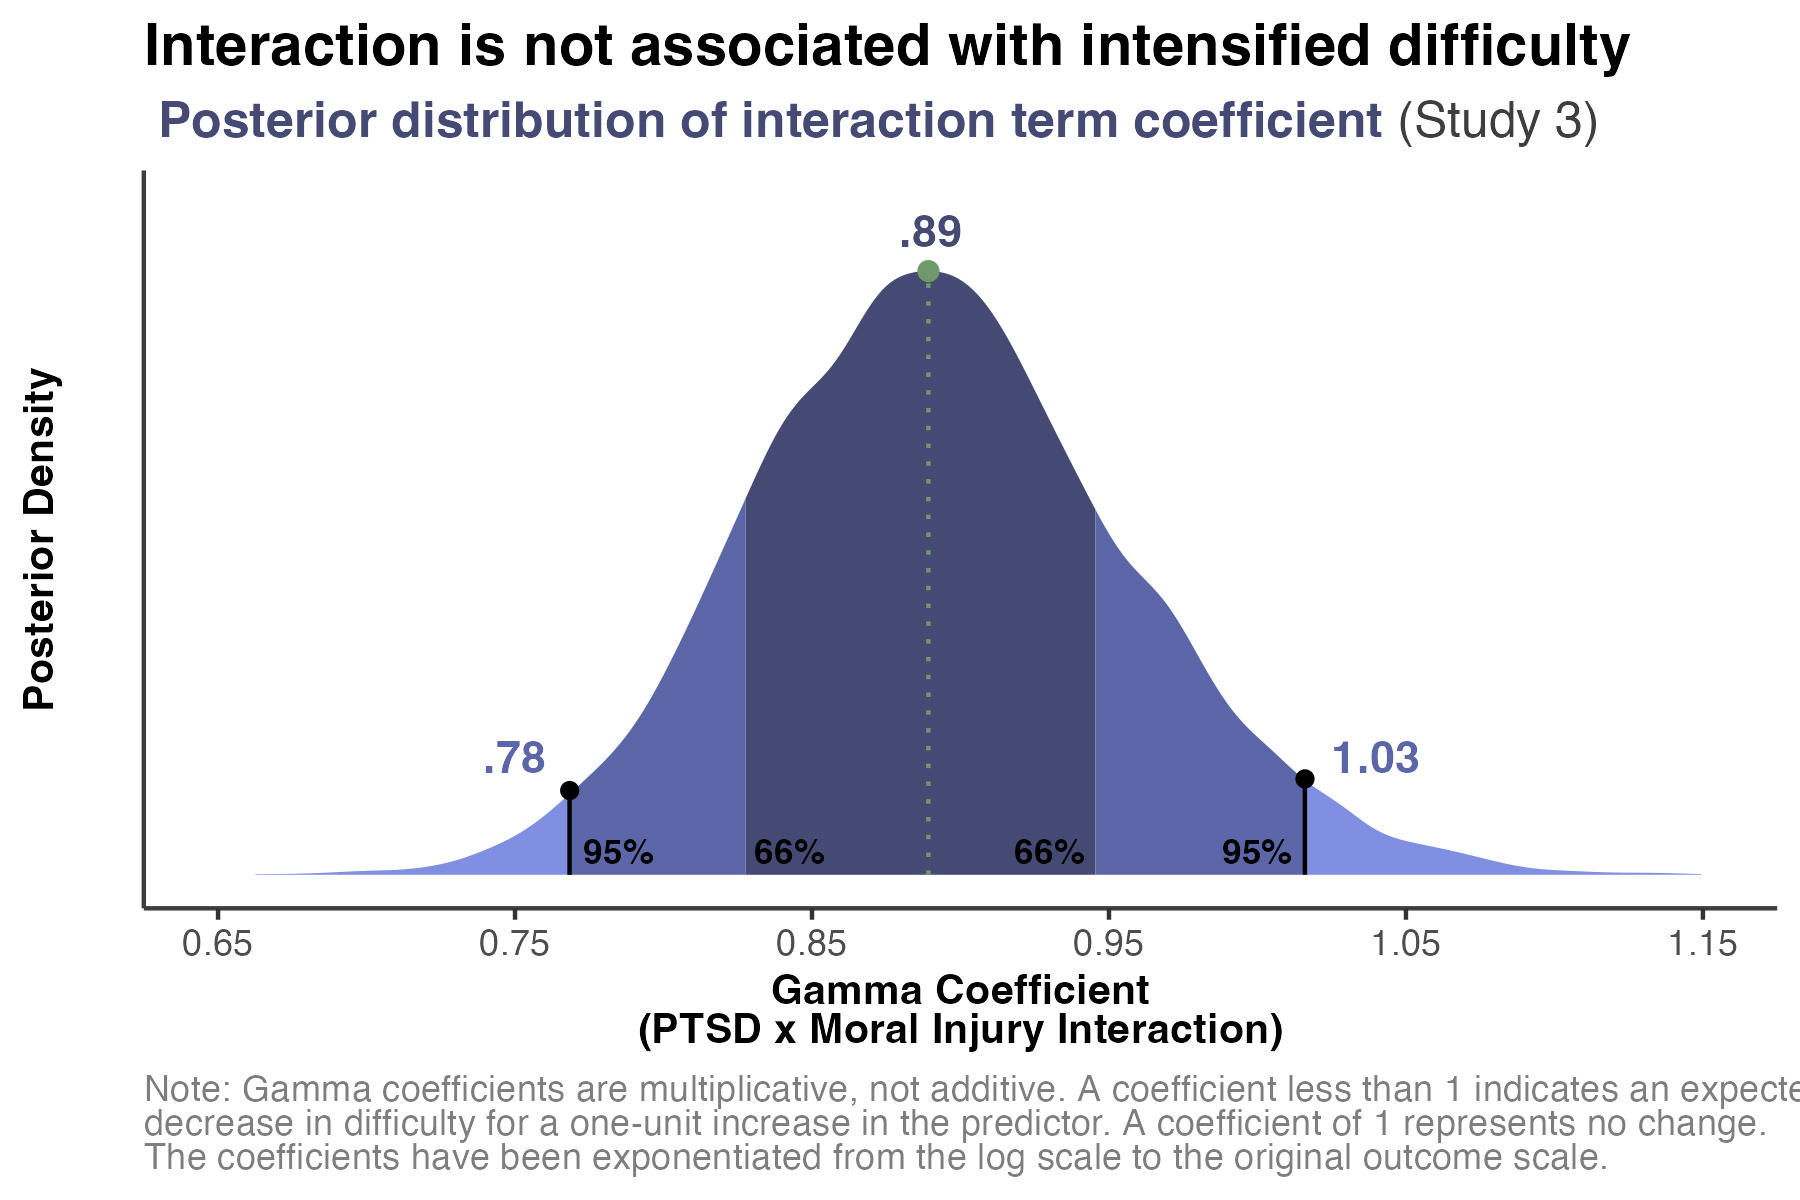 Interaction is not associated with intensified difficulty
Posterior distribution of interaction term coefficient (Study 3)
Posterior Density
.89
.78
1.03
95%
66%
66%
95%
0.65
0.75
0.85
0.95
1.05
1.15
Gamma Coefficient
(PTSD x Moral Injury Interaction)
Note: Gamma coefficients are multiplicative, not additive. A coefficient less than 1 indicates an expecte
decrease in difficulty for a one-unit increase in the predictor. A coefficient of 1 represents no change.
The coefficients have been exponentiated from the log scale to the original outcome scale.